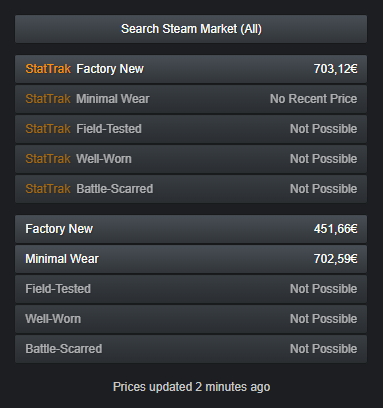 Search Steam Market (All)
StatTrak Factory New 703,12€
StatTrak Minimal Wear No Recent Price
StatTrak Field-Tested Not Possible
StatTrak Well-Worn Not Possible
StatTrak Battle-Scarred Not Possible
Factory New 451,66€
Minimal Wear 702,59€
Field-Tested Not Possible
Well-Worn Not Possible
Battle-Scarred Not Possible
Prices updated 2 minutes ago